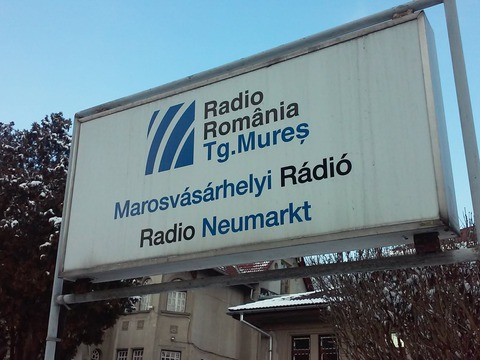 Radio
România
Tg.Mureș
Marosvásárhelyi Rádió
Radio Neumarkt